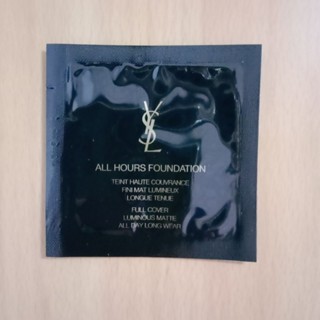 YSL
ALL HOURS FOUNDATION
TEINT HAUTE COUVRANCE
FINI MAT LUMINEUX
LONGUE TENUE
FULL COVER
LUMINOUS MATTE
ALL DAY LONG WEAR